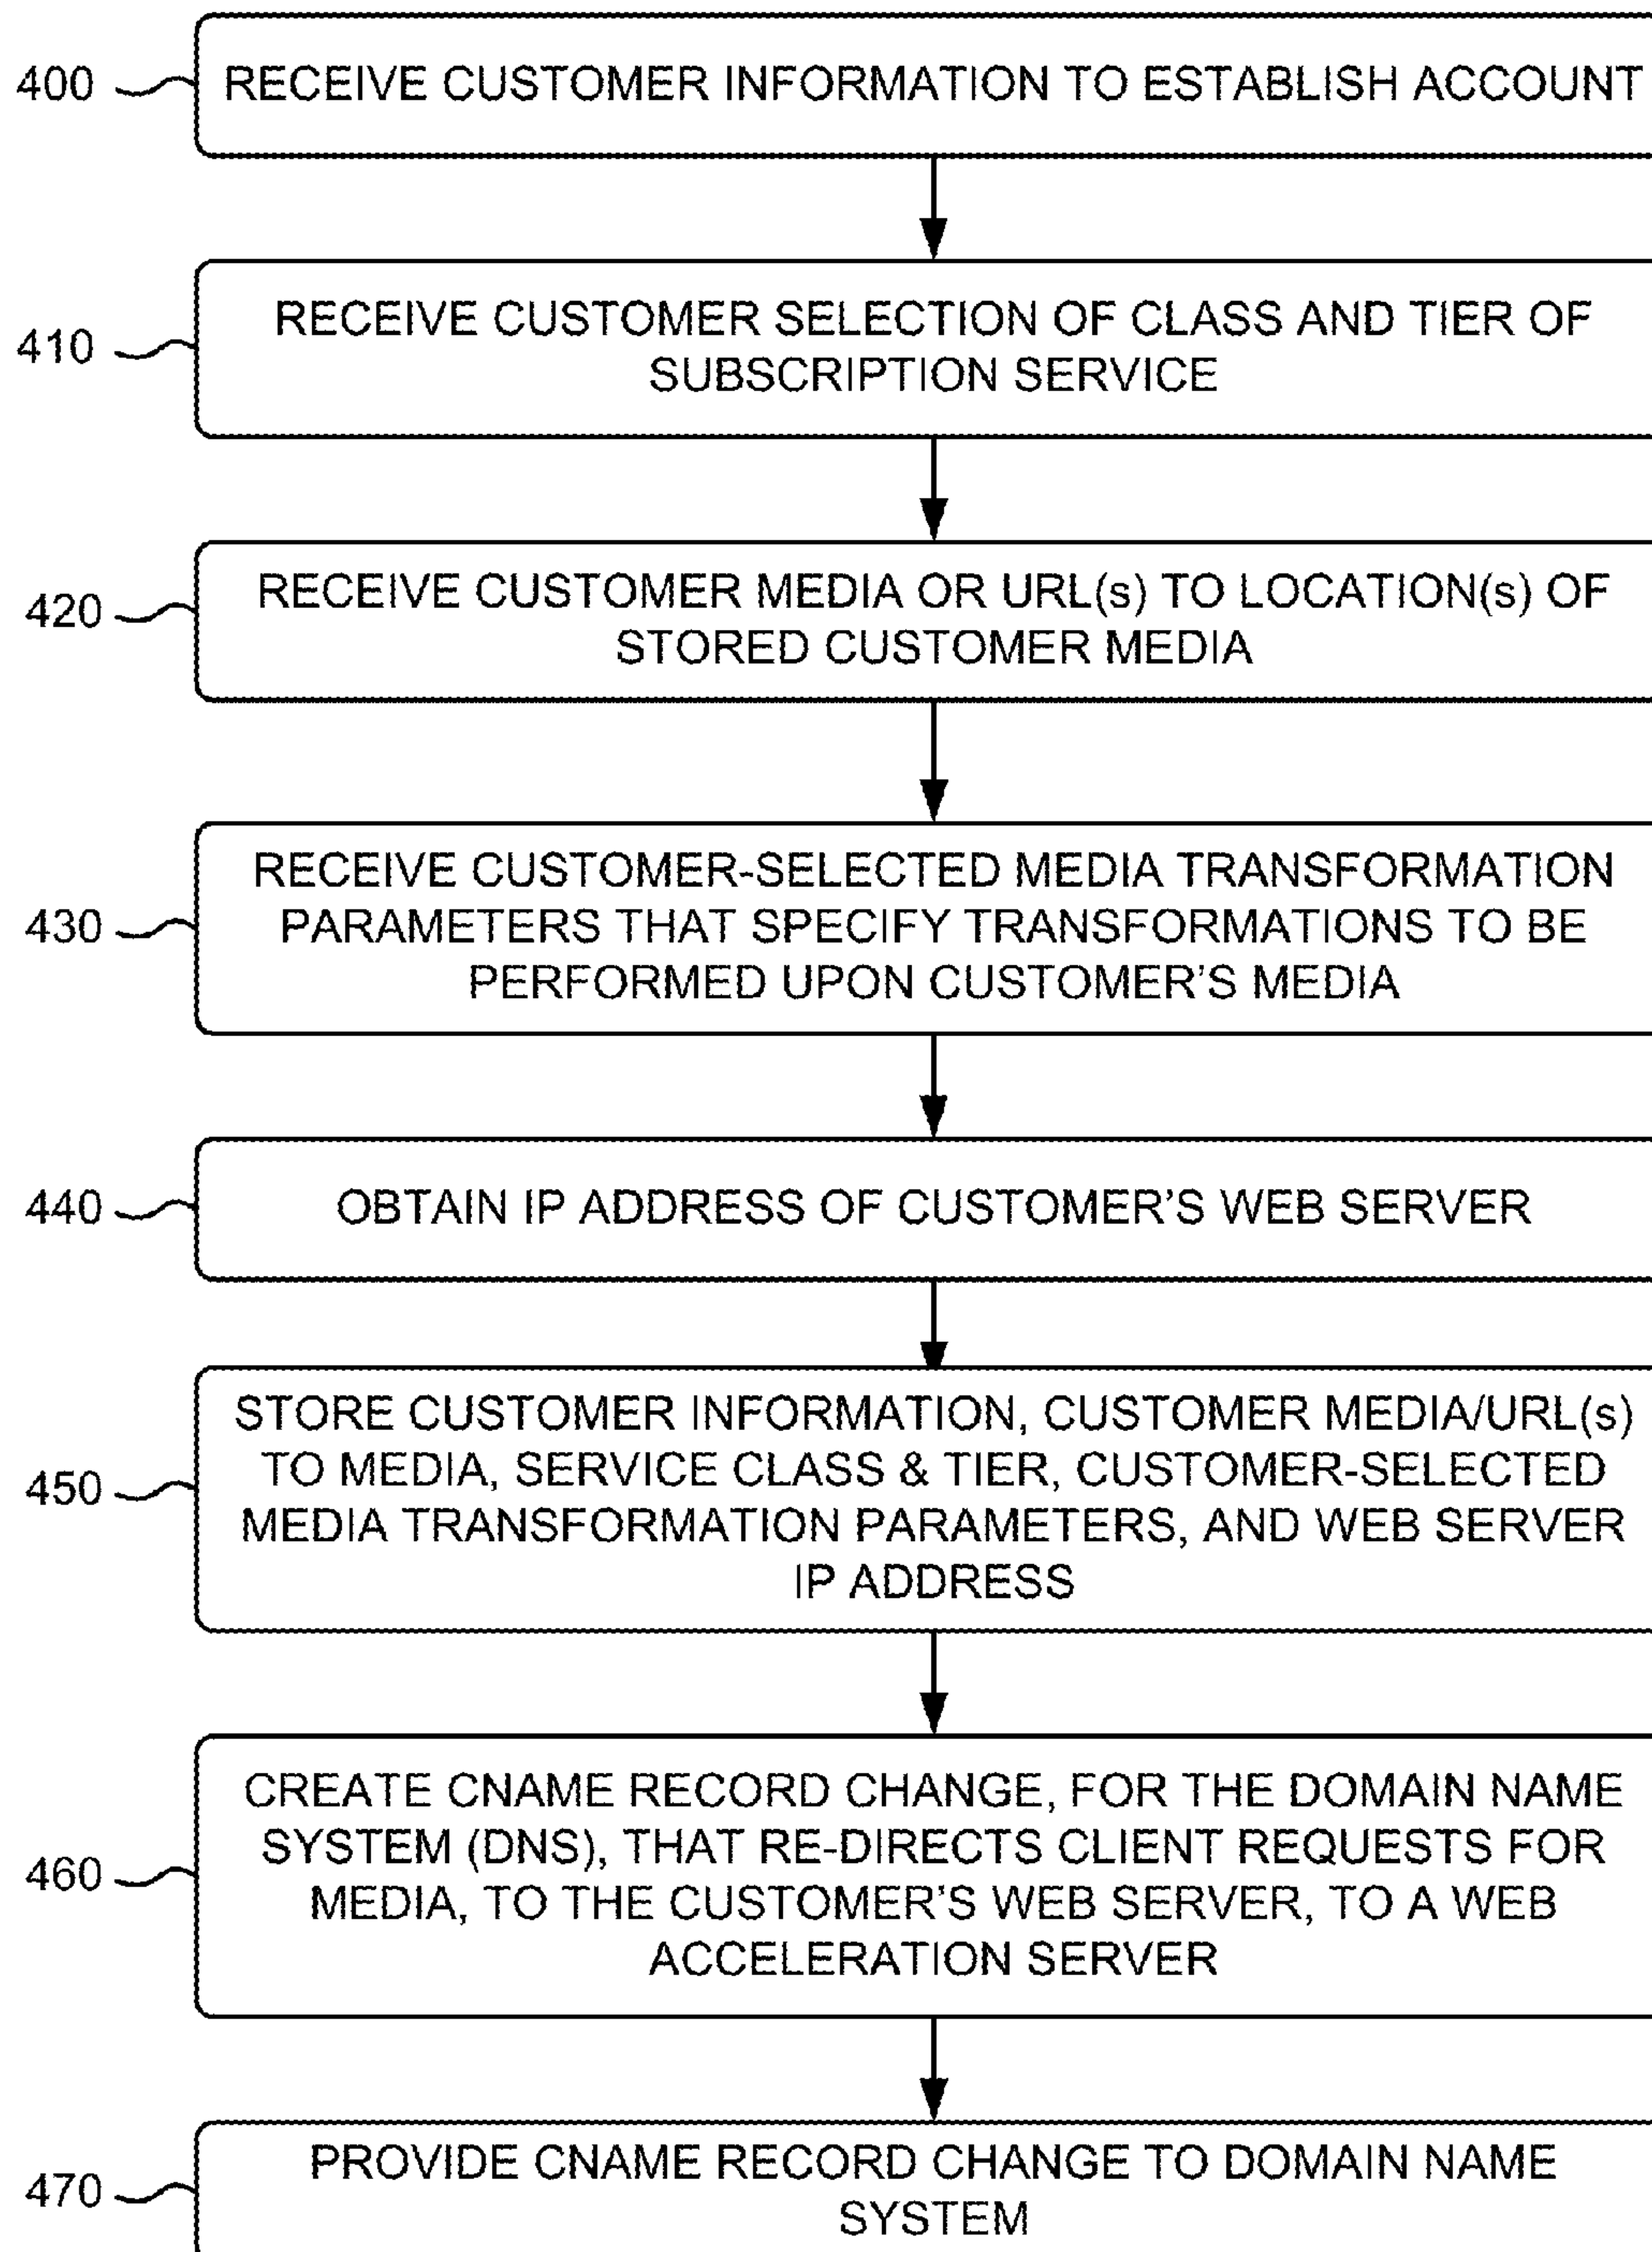 400
RECEIVE CUSTOMER INFORMATION TO ESTABLISH ACCOUNT
410
RECEIVE CUSTOMER SELECTION OF CLASS AND TIER OF
SUBSCRIPTION SERVICE
420
RECEIVE CUSTOMER MEDIA OR URL(s) TO LOCATION(s) OF
STORED CUSTOMER MEDIA
430
RECEIVE CUSTOMER-SELECTED MEDIA TRANSFORMATION
PARAMETERS THAT SPECIFY TRANSFORMATIONS TO BE
PERFORMED UPON CUSTOMER'S MEDIA
440
OBTAIN IP ADDRESS OF CUSTOMER'S WEB SERVER
450
STORE CUSTOMER INFORMATION, CUSTOMER MEDIA/URL(s)
TO MEDIA, SERVICE CLASS & TIER, CUSTOMER-SELECTED
MEDIA TRANSFORMATION PARAMETERS, AND WEB SERVER
IP ADDRESS
460
CREATE CNAME RECORD CHANGE, FOR THE DOMAIN NAME
SYSTEM (DNS), THAT RE-DIRECTS CLIENT REQUESTS FOR
MEDIA, TO THE CUSTOMER'S WEB SERVER, TO A WEB
ACCELERATION SERVER
470
PROVIDE CNAME RECORD CHANGE TO DOMAIN NAME
SYSTEM